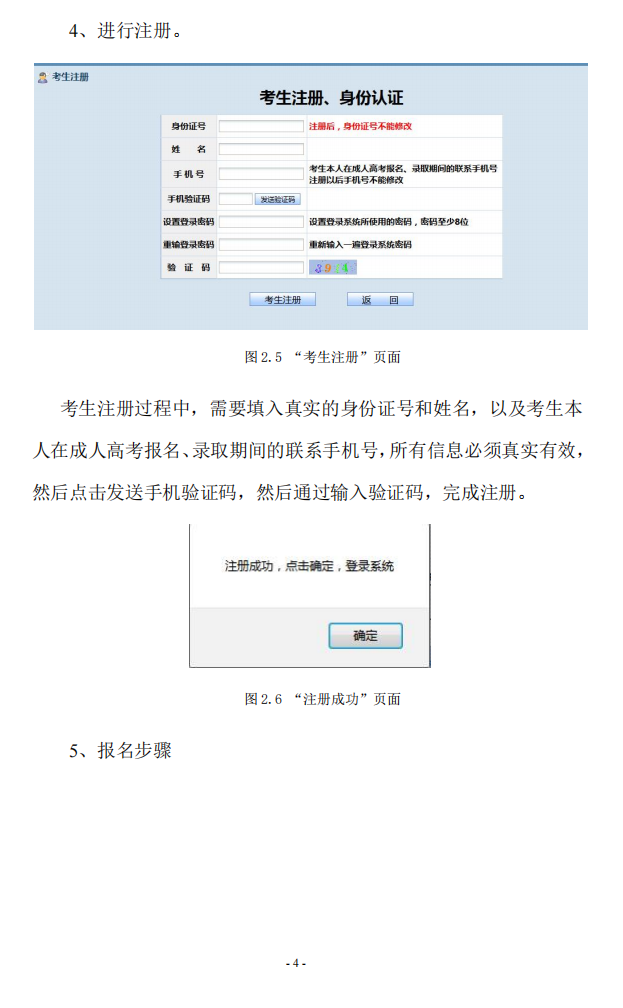 4、进行注册。
考生注册
考生注册、身份认证
身份证号 注册后，身份证号不能修改
姓 名
手 机 号 考生本人在成人高考报名、录取期间的联系手机号
注册以后手机号不能修改
手机验证码 发送验证码
设置登录密码 设置登录系统所使用的密码，密码至少8位
重输登录密码 重新输入一遍登录系统密码
验 证 码
考生注册 返 回
图 2.5 “考生注册”页面
考生注册过程中，需要填入真实的身份证号和姓名，以及考生本
人在成人高考报名、录取期间的联系手机号，所有信息必须真实有效，
然后点击发送手机验证码，然后通过输入验证码，完成注册。
注册成功，点击确定，登录系统
确定
图 2.6 “注册成功”页面
5、报名步骤
- 4 -